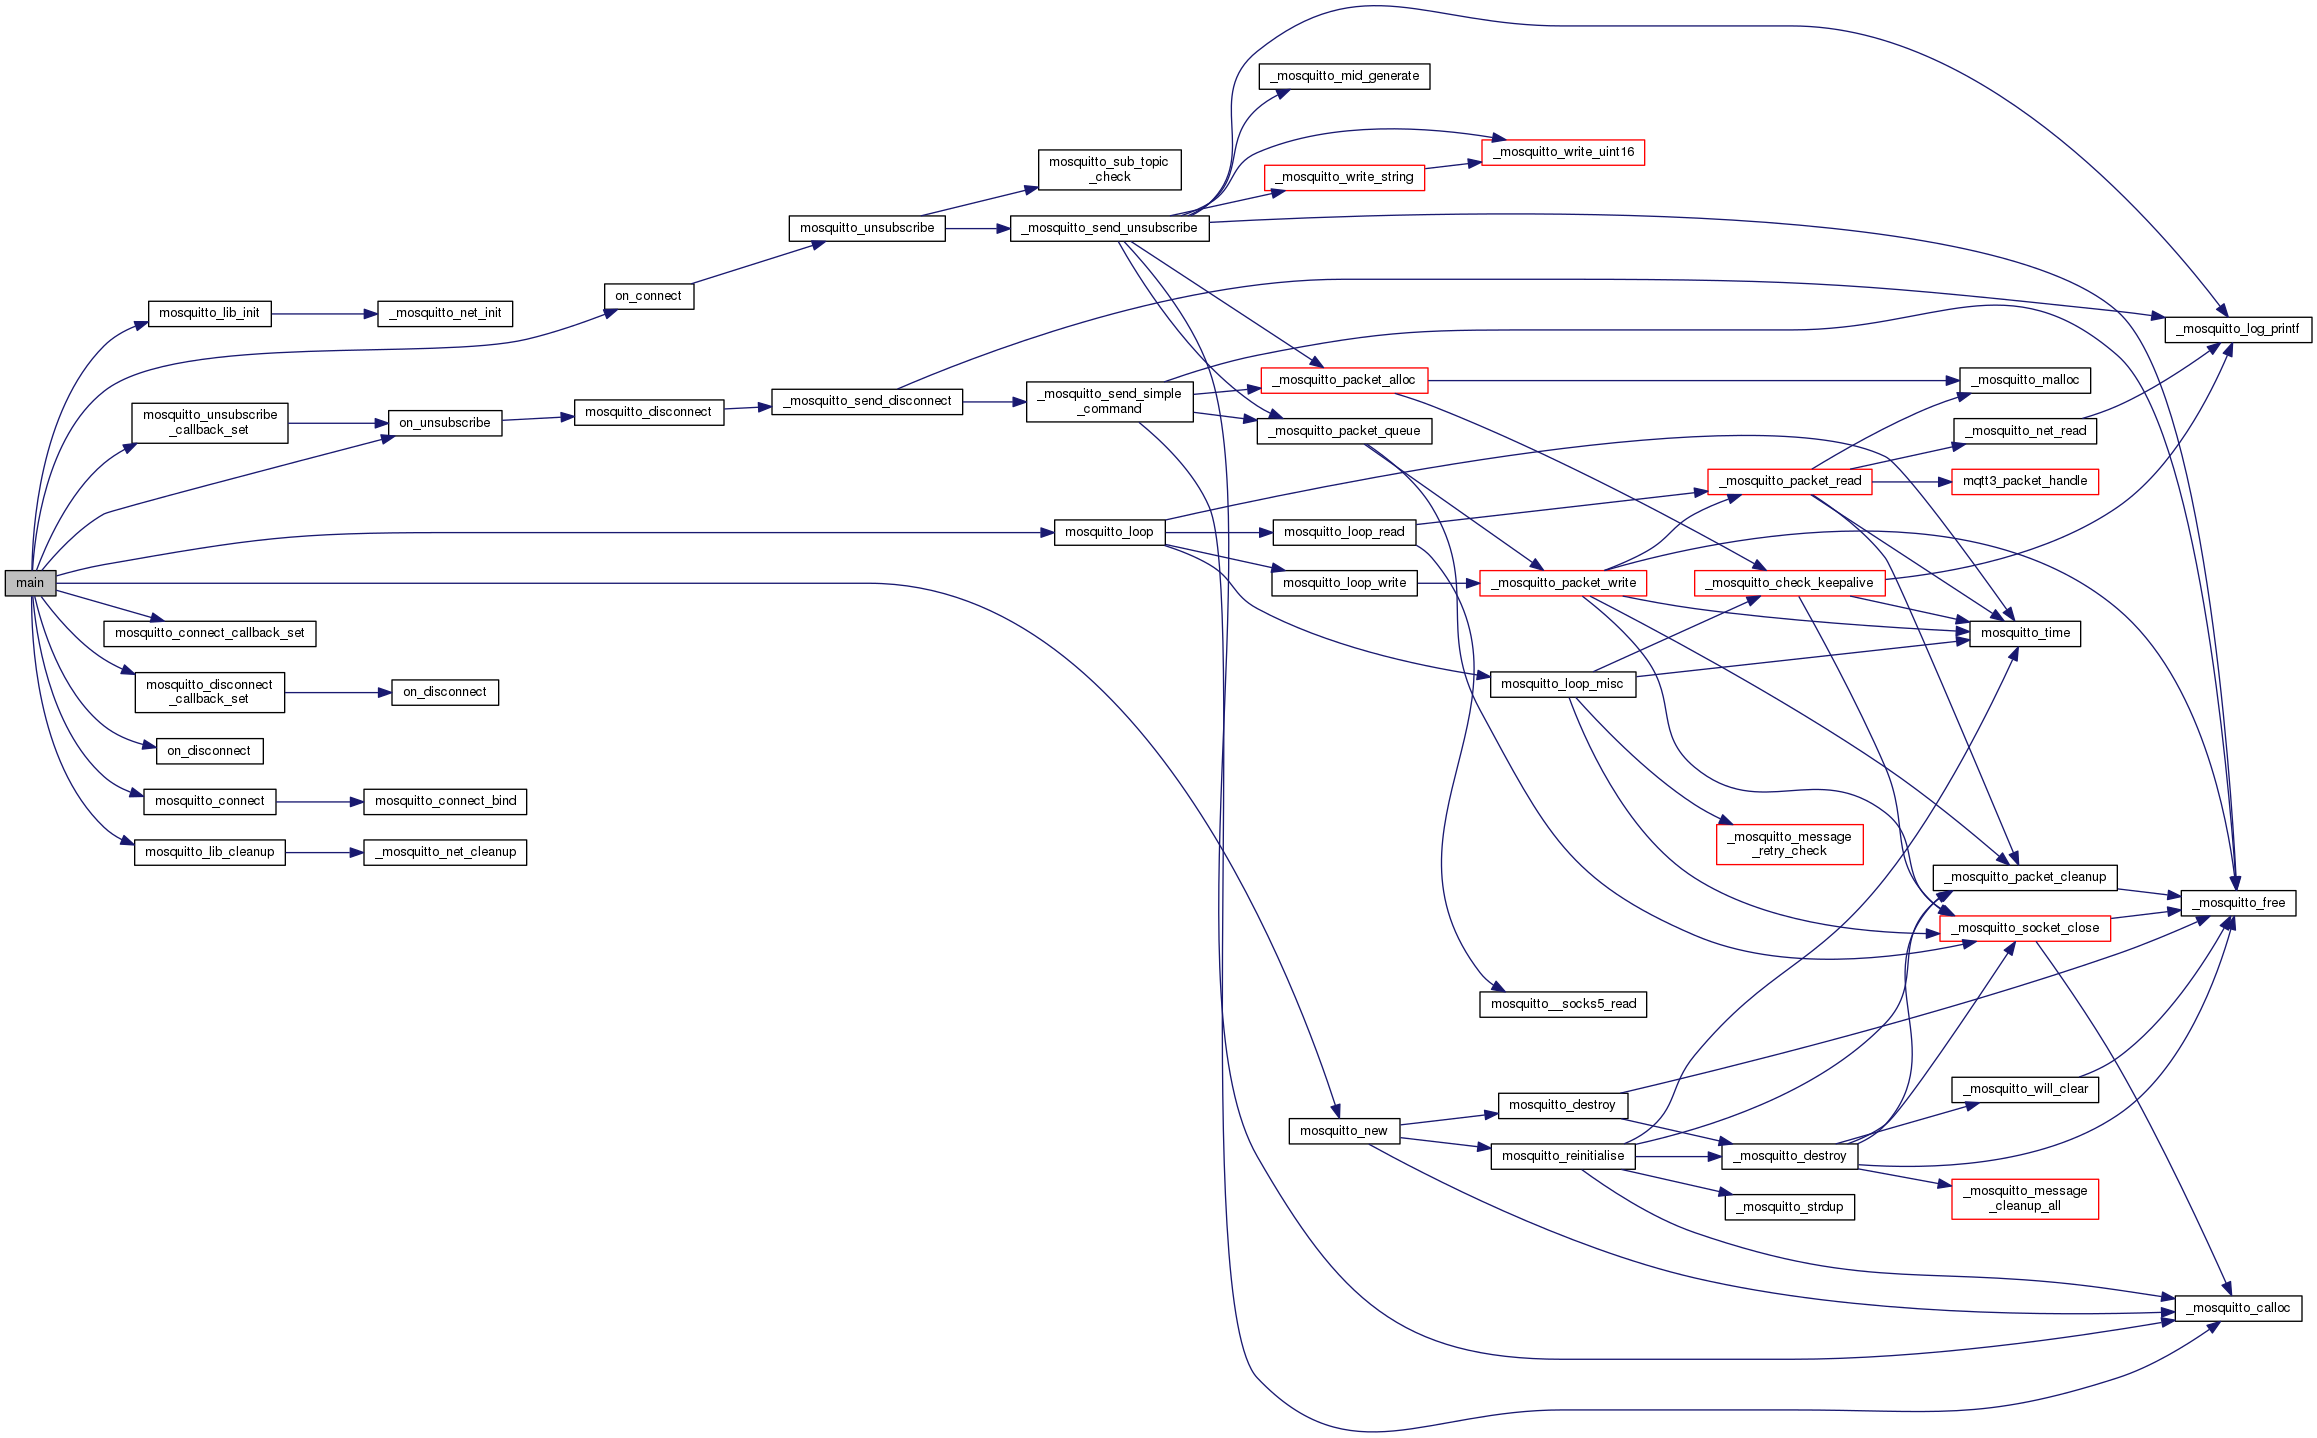 main
mosquitto_lib_init
_mosquitto_net_init
mosquitto_unsubscribe
_callback_set
on_unsubscribe
mosquitto_connect_callback_set
mosquitto_disconnect
_callback_set
on_disconnect
on_disconnect
mosquitto_connect
mosquitto_connect_bind
mosquitto_lib_cleanup
_mosquitto_net_cleanup
on_connect
mosquitto_disconnect
mosquitto_unsubscribe
_mosquitto_send_disconnect
mosquitto_sub_topic
_check
_mosquitto_send_unsubscribe
_mosquitto_send_simple
_command
mosquitto_loop
_mosquitto_mid_generate
_mosquitto_write_string
_mosquitto_write_uint16
_mosquitto_packet_alloc
_mosquitto_packet_queue
mosquitto_loop_read
mosquitto_loop_write
_mosquitto_packet_write
mosquitto_loop_misc
mosquitto__socks5_read
mosquitto_new
mosquitto_destroy
mosquitto_reinitialise
_mosquitto_packet_read
_mosquitto_check_keepalive
_mosquitto_message
_retry_check
_mosquitto_destroy
_mosquitto_strdup
_mosquitto_log_printf
_mosquitto_malloc
_mosquitto_net_read
mqtt3_packet_handle
mosquitto_time
_mosquitto_packet_cleanup
_mosquitto_free
_mosquitto_socket_close
_mosquitto_will_clear
_mosquitto_message
_cleanup_all
_mosquitto_calloc